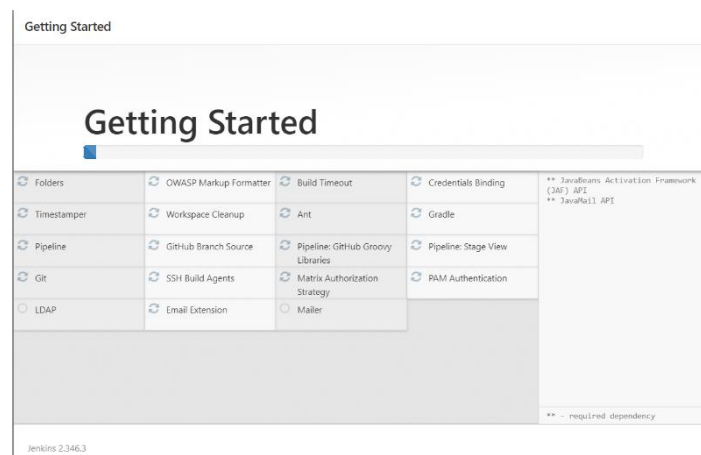 Getting Started
Getting Started
Folders
OWASP Markup Formatter
Build Timeout
Credentials Binding
** JavaBeans Activation Framework
(JAF) API
** JavaMail API
Timestamper
Workspace Cleanup
Ant
Gradle
Pipeline
GitHub Branch Source
Pipeline: GitHub Groovy
Libraries
Pipeline: Stage View
Git
SSH Build Agents
Matrix Authorization
Strategy
PAM Authentication
LDAP
Email Extension
Mailer
** - required dependency
Jenkins 2.346.3